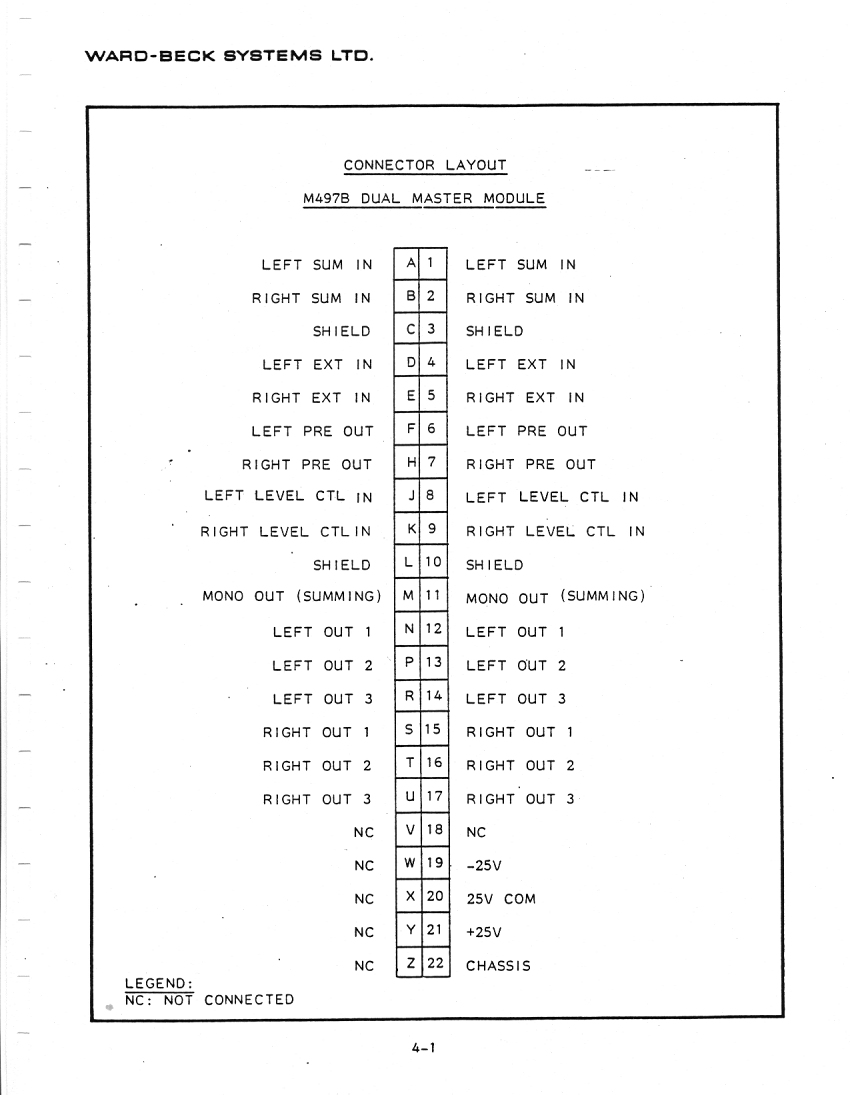 WARD-BECK SYSTEMS LTD.
CONNECTOR LAYOUT
M497B DUAL MASTER MODULE
LEFT SUM IN A 1 LEFT SUM IN
RIGHT SUM IN B 2 RIGHT SUM IN
SHIELD C 3 SHIELD
LEFT EXT IN D 4 LEFT EXT IN
RIGHT EXT IN E 5 RIGHT EXT IN
LEFT PRE OUT F 6 LEFT PRE OUT
RIGHT PRE OUT H 7 RIGHT PRE OUT
LEFT LEVEL CTL IN J 8 LEFT LEVEL CTL IN
RIGHT LEVEL CTL IN K 9 RIGHT LEVEL CTL IN
SHIELD L 10 SHIELD
MONO OUT (SUMMING) M 11 MONO OUT (SUMMING)
LEFT OUT 1 N 12 LEFT OUT 1
LEFT OUT 2 P 13 LEFT OUT 2
LEFT OUT 3 R 14 LEFT OUT 3
RIGHT OUT 1 S 15 RIGHT OUT 1
RIGHT OUT 2 T 16 RIGHT OUT 2
RIGHT OUT 3 U 17 RIGHT OUT 3
NC V 18 NC
NC W 19 -25V
NC X 20 25V COM
NC Y 21 +25V
NC Z 22 CHASSIS
LEGEND:
NC: NOT CONNECTED
4-1